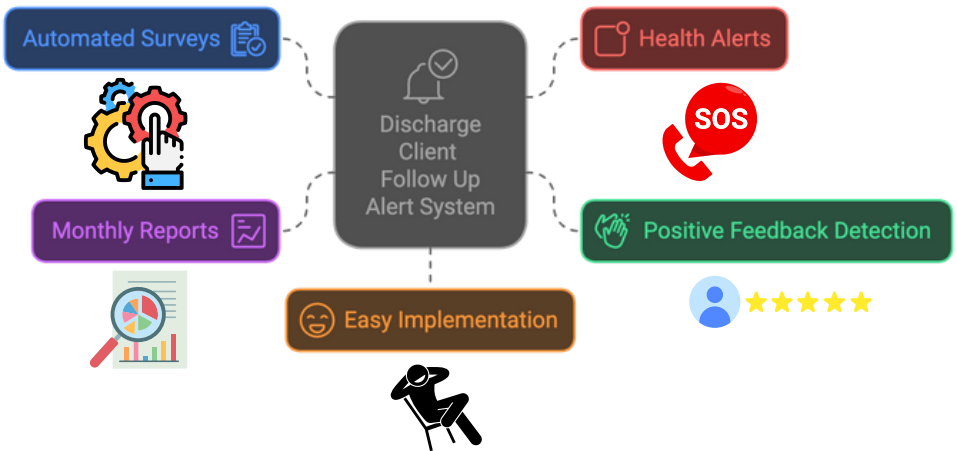 Automated Surveys
Health Alerts
Discharge
Client
Follow Up
Alert System
SOS
Monthly Reports
Positive Feedback Detection
Easy Implementation